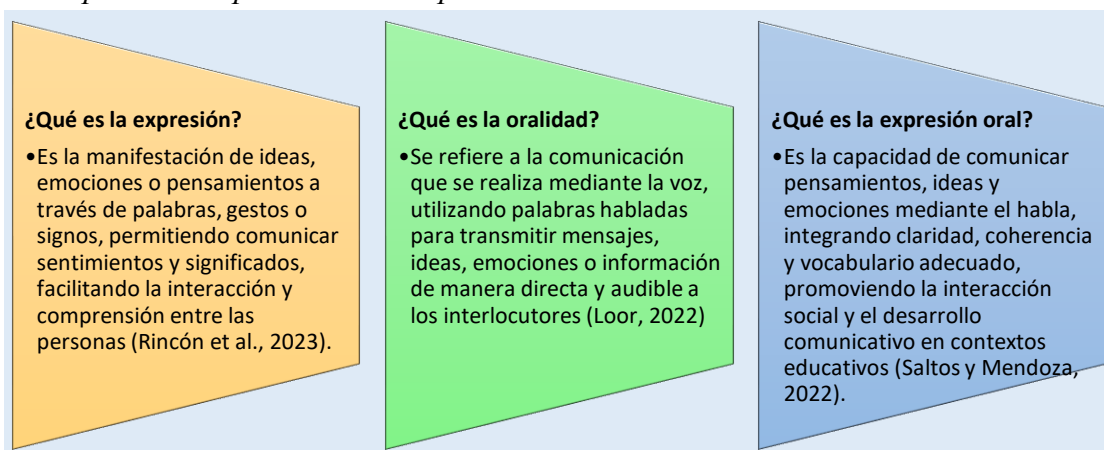 ¿Qué es la expresión?
•Es la manifestación de ideas,
emociones o pensamientos a
través de palabras, gestos o
signos, permitiendo comunicar
sentimientos y significados,
facilitando la interacción y
comprensión entre las
personas (Rincón et al., 2023).
¿Qué es la oralidad?
•Se refiere a la comunicación
que se realiza mediante la voz,
utilizando palabras habladas
para transmitir mensajes,
ideas, emociones o información
de manera directa y audible a
los interlocutores (Loor, 2022)
¿Qué es la expresión oral?
•Es la capacidad de comunicar
pensamientos, ideas y
emociones mediante el habla,
integrando claridad, coherencia
y vocabulario adecuado,
promoviendo la interacción
social y el desarrollo
comunicativo en contextos
educativos (Saltos y Mendoza,
2022).